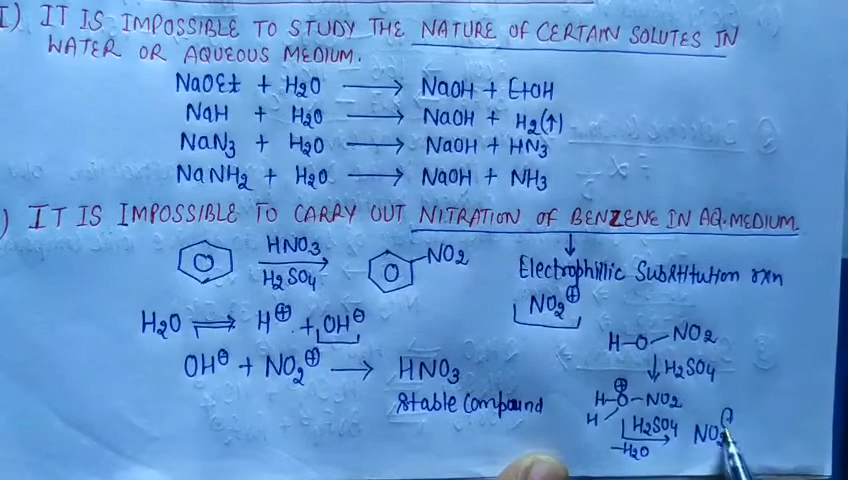 I) IT IS IMPOSSIBLE TO STUDY THE NATURE OF CERTAIN SOLUTES IN
WATER OR AQUEOUS MEDIUM.
NaOEt + H2O ⟶ NaOH + EtOH
NaH + H2O ⟶ NaOH + H2(↑)
NaN3 + H2O ⟶ NaOH + HN3
NaNH2 + H2O ⟶ NaOH + NH3
) IT IS IMPOSSIBLE TO CARRY OUT NITRATION OF BENZENE IN AQ. MEDIUM
HNO3
H2SO4
NO2
Electrophilic Substitution rxn
NO2⊕
H2O ⇌ H⊕ + OH⊖
OH⊖ + NO2⊕ ⟶ HNO3
Stable Compound
H-O-NO2
↓H2SO4
⊕
H-O-NO2
H
H2SO4
-H2O
NO2